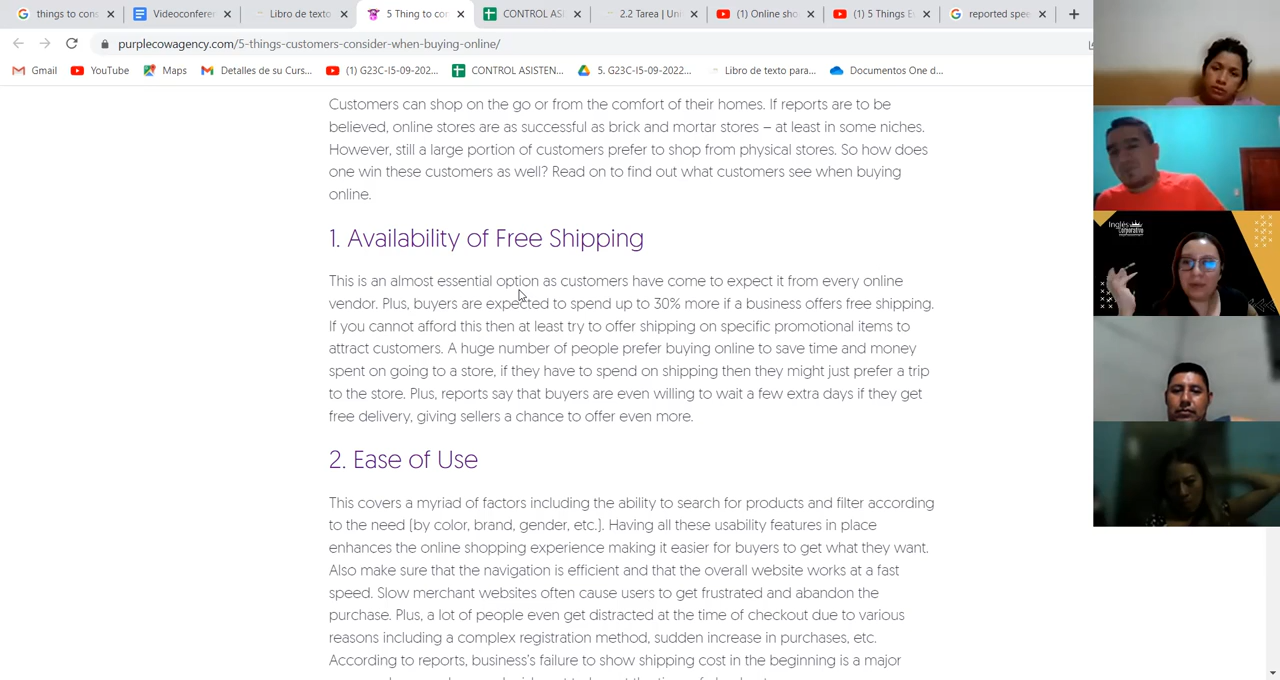 things to cons
Videoconferen
Libro de texto
5 Thing to con
CONTROL ASI
2.2 Tarea | Uni
(1) Online sho
(1) 5 Things Ev
reported spee
purplecowagency.com/5-things-customers-consider-when-buying-online/
Gmail
YouTube
Maps
Detalles de su Curs...
(1) G23C-I5-09-202...
CONTROL ASISTEN...
5. G23C-I5-09-2022...
Libro de texto para...
Documentos One d...
Customers can shop on the go or from the comfort of their homes. If reports are to be
believed, online stores are as successful as brick and mortar stores – at least in some niches.
However, still a large portion of customers prefer to shop from physical stores. So how does
one win these customers as well? Read on to find out what customers see when buying
online.
1. Availability of Free Shipping
This is an almost essential option as customers have come to expect it from every online
vendor. Plus, buyers are expected to spend up to 30% more if a business offers free shipping.
If you cannot afford this then at least try to offer shipping on specific promotional items to
attract customers. A huge number of people prefer buying online to save time and money
spent on going to a store, if they have to spend on shipping then they might just prefer a trip
to the store. Plus, reports say that buyers are even willing to wait a few extra days if they get
free delivery, giving sellers a chance to offer even more.
2. Ease of Use
This covers a myriad of factors including the ability to search for products and filter according
to the need (by color, brand, gender, etc.). Having all these usability features in place
enhances the online shopping experience making it easier for buyers to get what they want.
Also make sure that the navigation is efficient and that the overall website works at a fast
speed. Slow merchant websites often cause users to get frustrated and abandon the
purchase. Plus, a lot of people even get distracted at the time of checkout due to various
reasons including a complex registration method, sudden increase in purchases, etc.
According to reports, business's failure to show shipping cost in the beginning is a major
Inglés
Corporativo